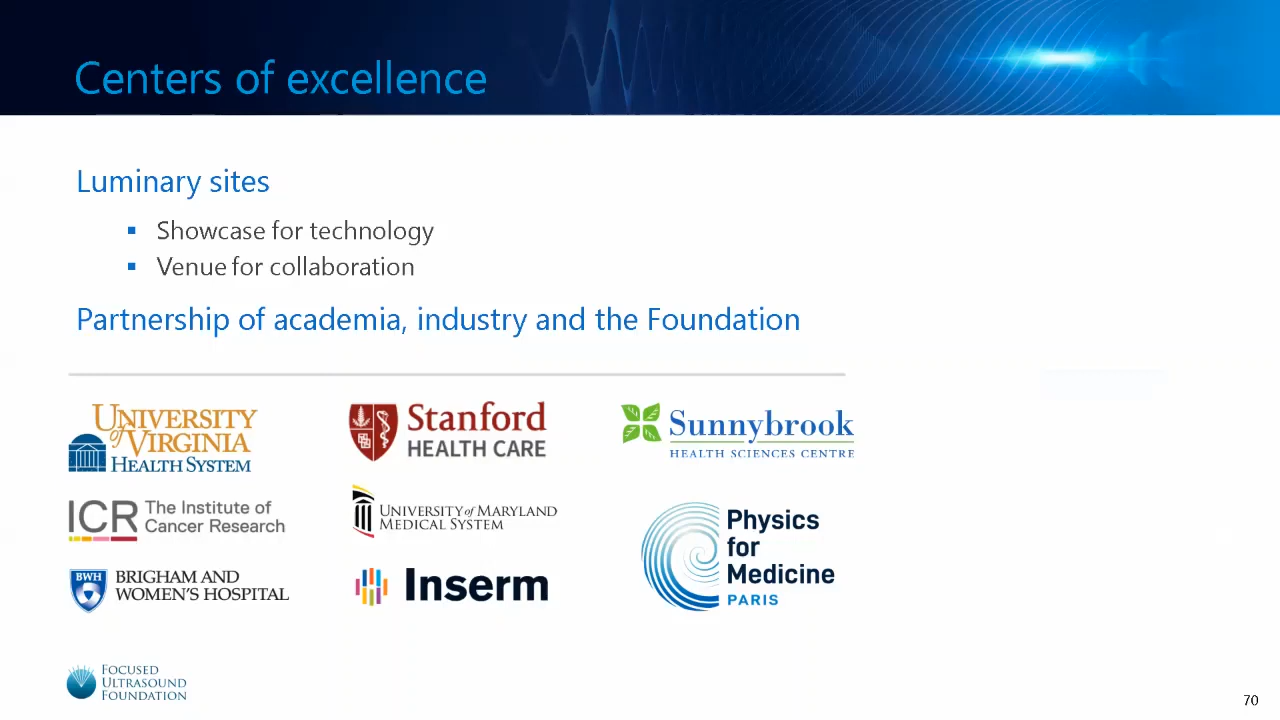 Centers of excellence
Luminary sites
▪ Showcase for technology
▪ Venue for collaboration
Partnership of academia, industry and the Foundation
UNIVERSITY
of VIRGINIA
HEALTH SYSTEM
Stanford
HEALTH CARE
Sunnybrook
HEALTH SCIENCES CENTRE
ICR The Institute of
Cancer Research
UNIVERSITY of MARYLAND
MEDICAL SYSTEM
Physics
for
Medicine
PARIS
BWH
BRIGHAM AND
WOMEN'S HOSPITAL
Inserm
FOCUSED
ULTRASOUND
FOUNDATION
70